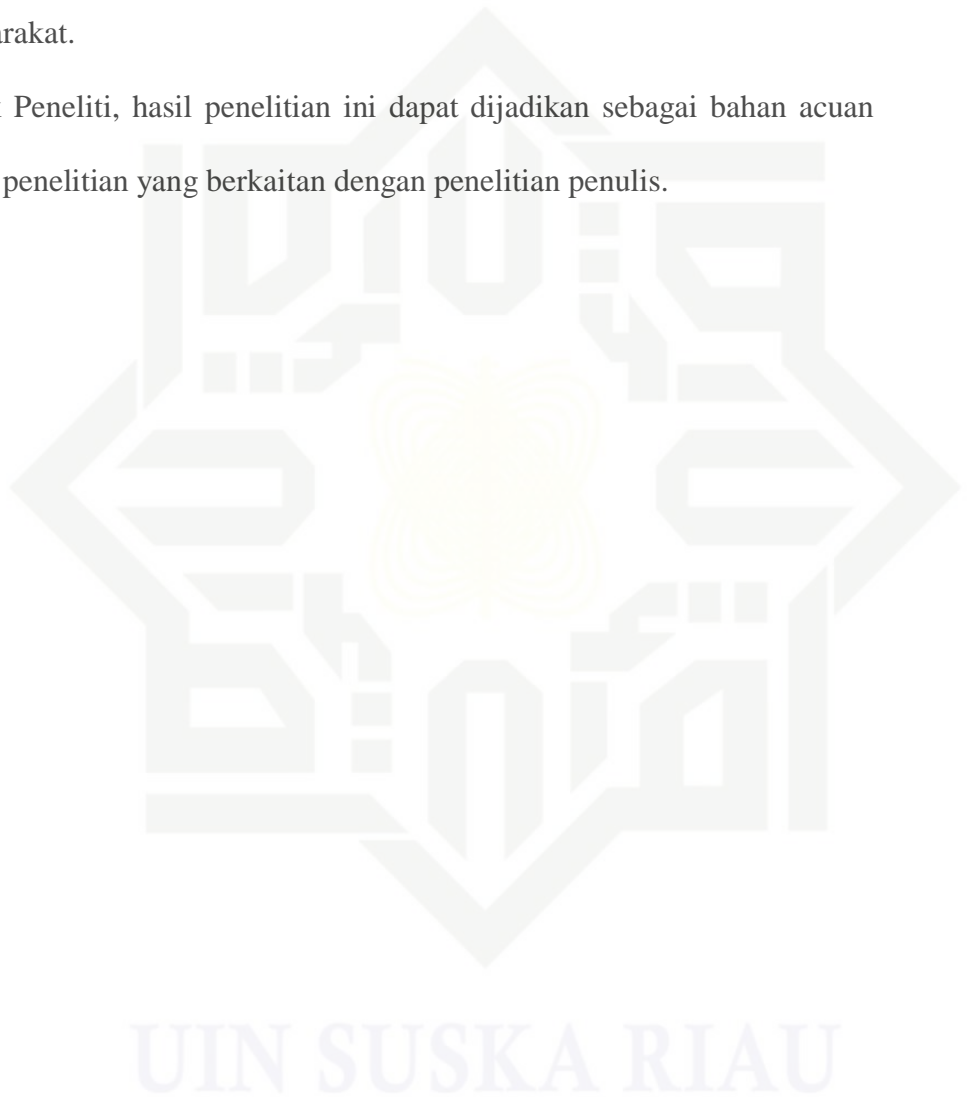 arakat.
Peneliti, hasil penelitian ini dapat dijadikan sebagai bahan acuan
penelitian yang berkaitan dengan penelitian penulis.
UIN SUSKA RIAU